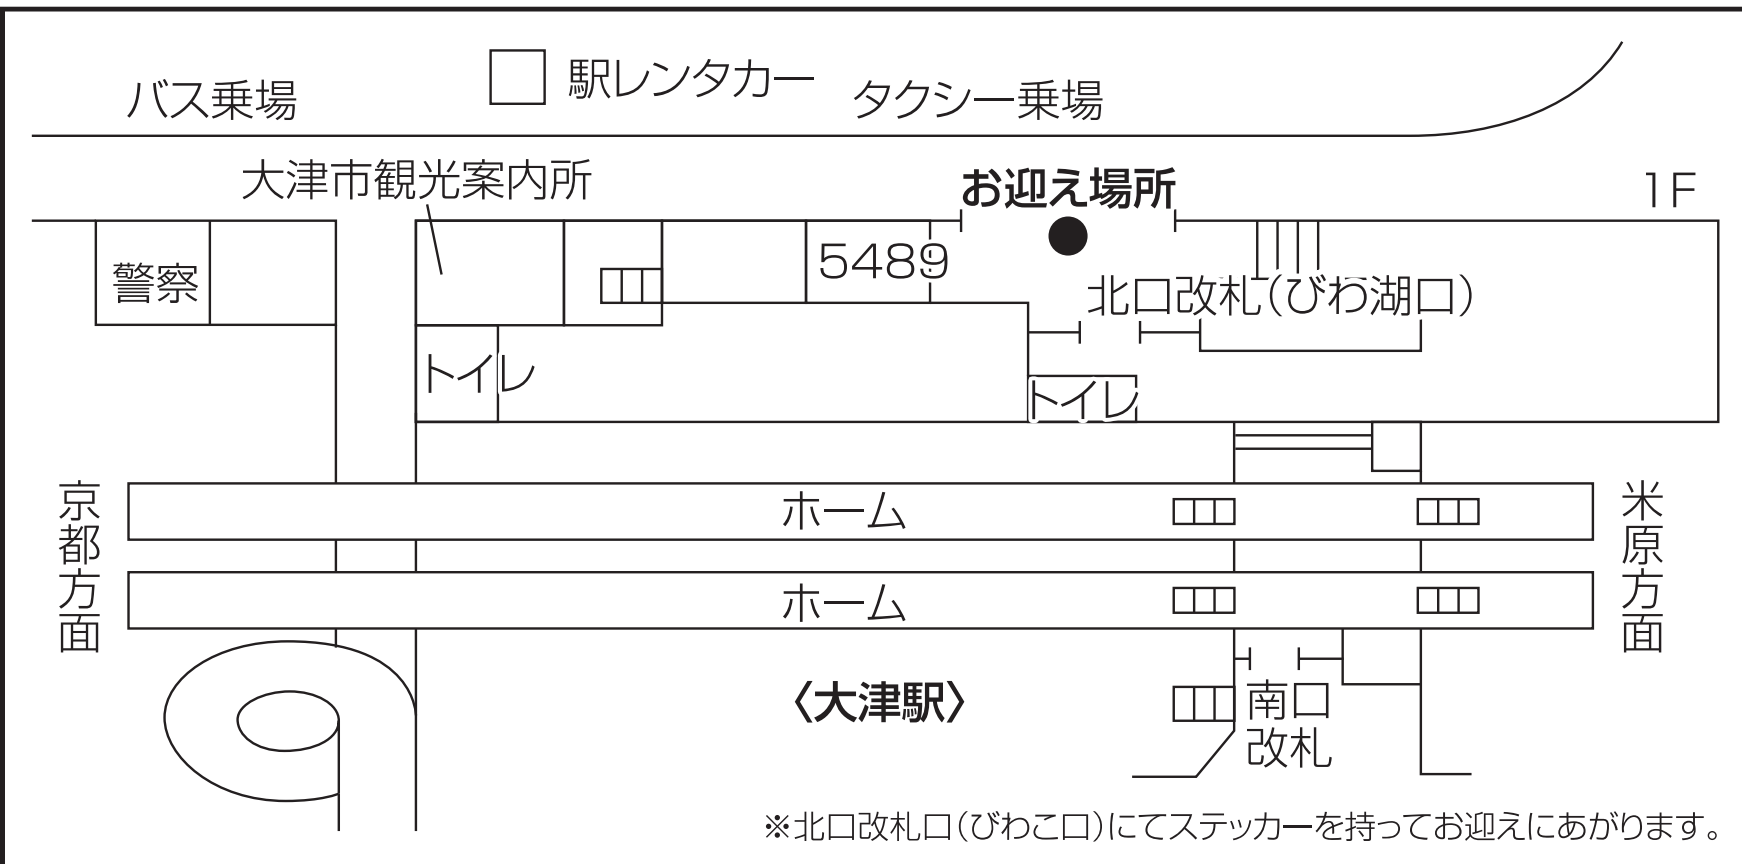 バス乗場
駅レンタカー
タクシー乗場
大津市観光案内所
お迎え場所
1F
警察
5489
北口改札(びわ湖口)
トイレ
トイレ
京都方面
ホーム
米原方面
ホーム
〈大津駅〉
南口
改札
※北口改札口(びわこ口)にてステッカーを持ってお迎えにあがります。